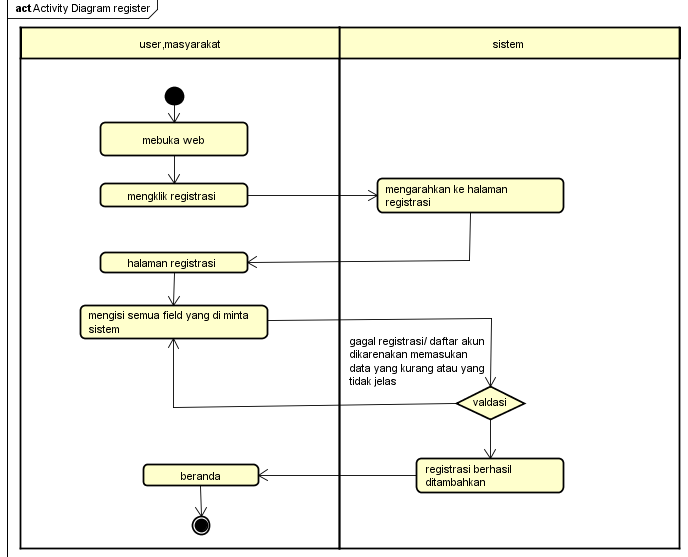 act Activity Diagram register
user,masyarakat
sistem
mebuka web
mengklik registrasi
mengarahkan ke halaman
registrasi
halaman registrasi
mengisi semua field yang di minta
sistem
gagal registrasi/ daftar akun
dikarenakan memasukan
data yang kurang atau yang
tidak jelas
valdasi
registrasi berhasil
ditambahkan
beranda